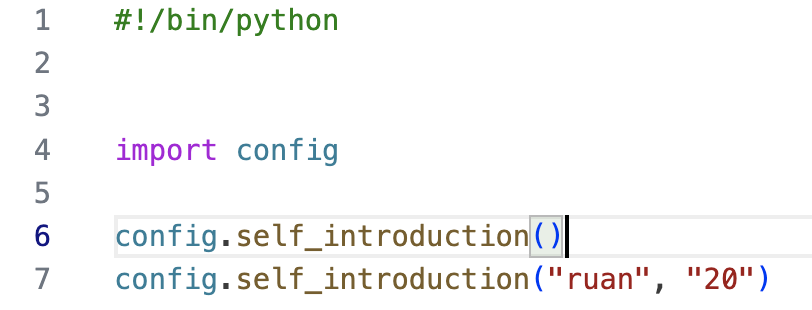 1 #!/bin/python
2
3
4 import config
5
6 config.self_introduction()
7 config.self_introduction("ruan", "20")